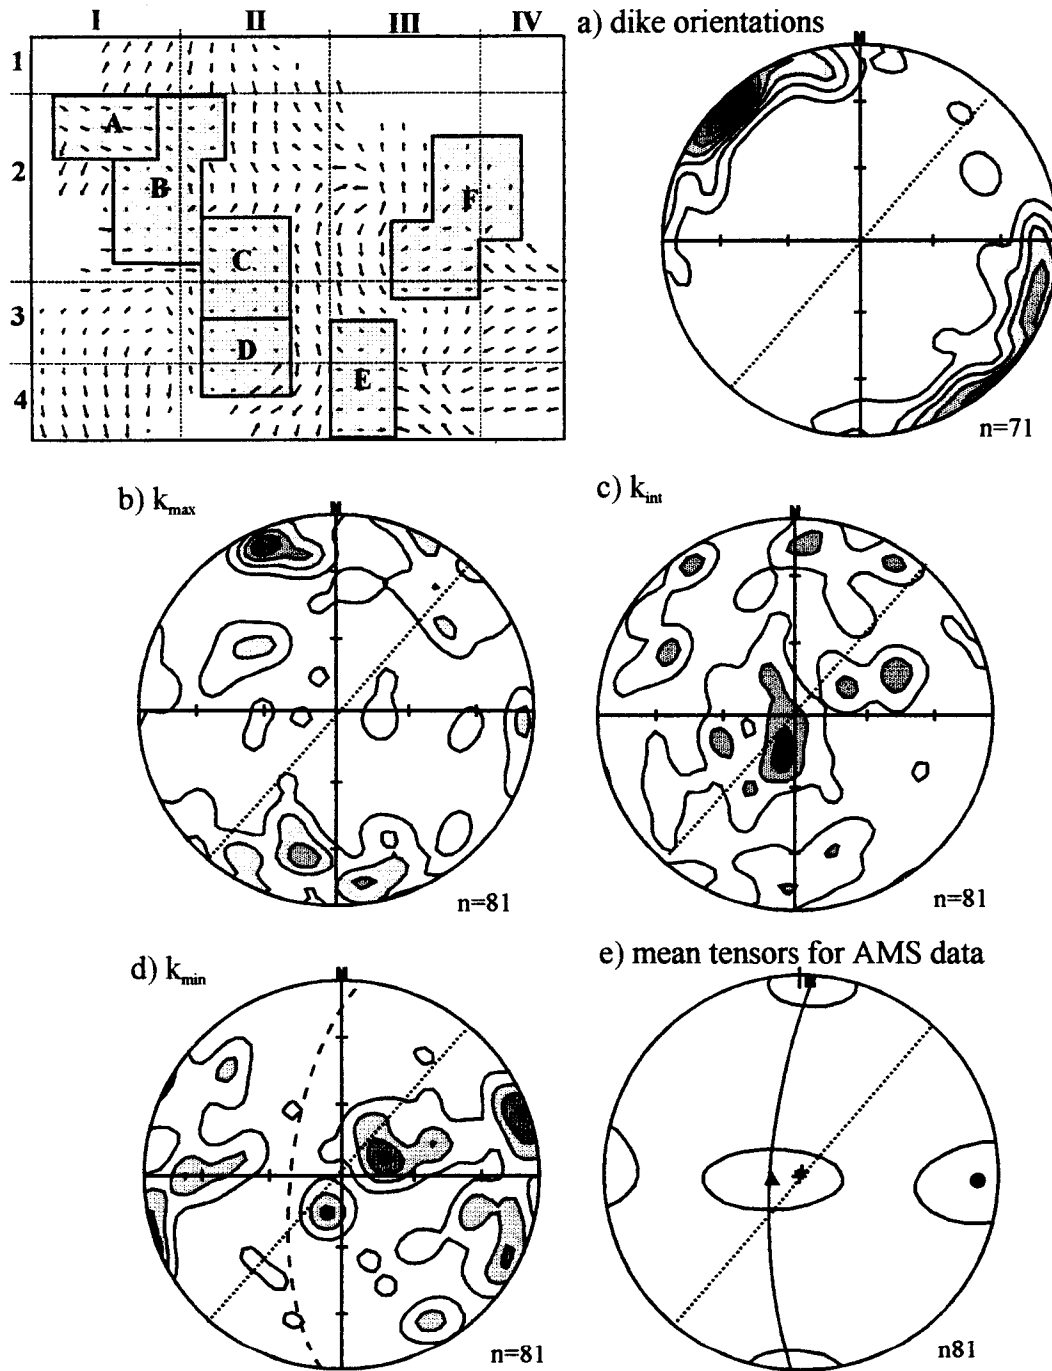 I II III IV
a) dike orientations
1
A
2
B
F
C
3
D
E
4
N
n=71
b) kmax
N
n=81
c) kint
N
n=81
d) kmin
N
n=81
e) mean tensors for AMS data
n81